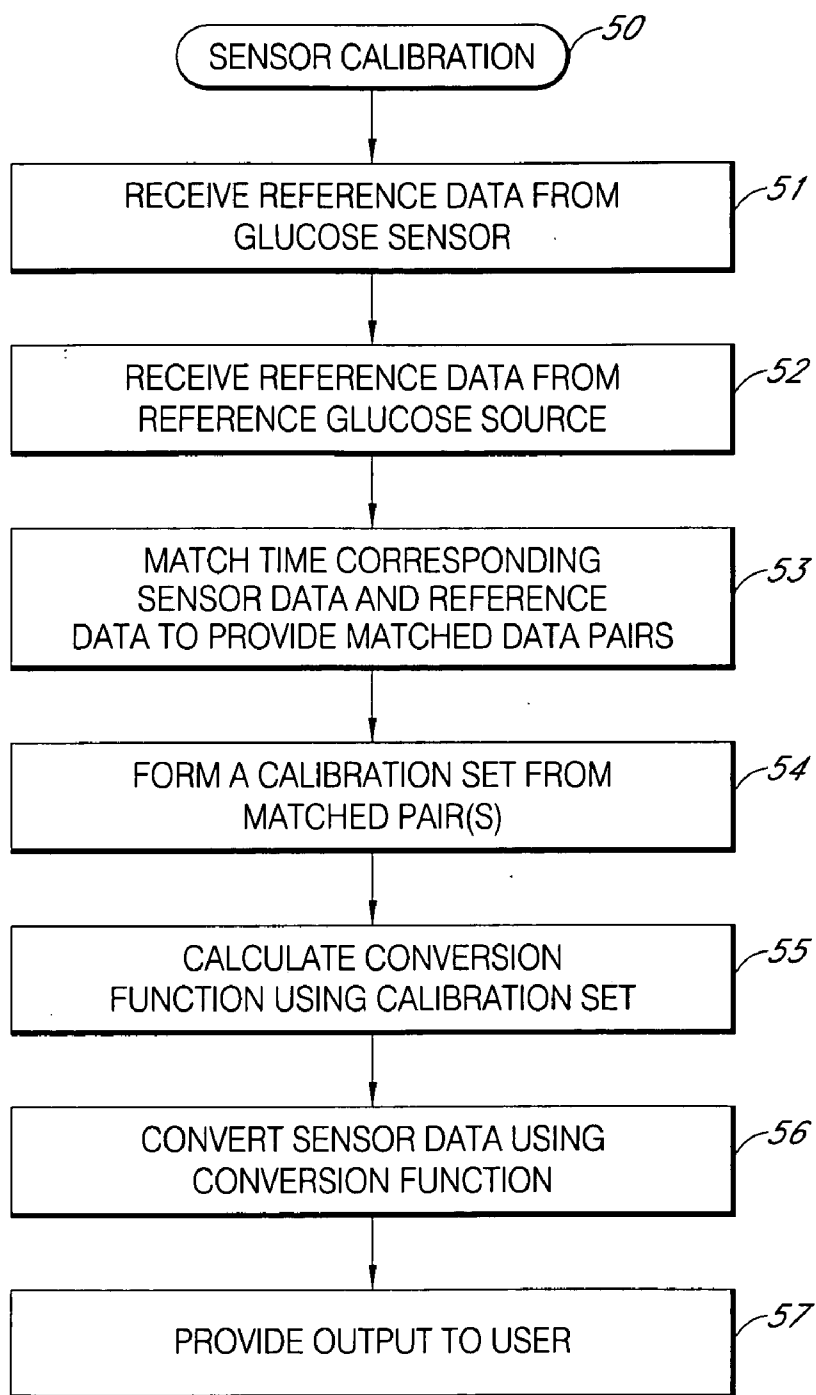 SENSOR CALIBRATION
50
RECEIVE REFERENCE DATA FROM
GLUCOSE SENSOR
51
RECEIVE REFERENCE DATA FROM
REFERENCE GLUCOSE SOURCE
52
MATCH TIME CORRESPONDING
SENSOR DATA AND REFERENCE
DATA TO PROVIDE MATCHED DATA PAIRS
53
FORM A CALIBRATION SET FROM
MATCHED PAIR(S)
54
CALCULATE CONVERSION
FUNCTION USING CALIBRATION SET
55
CONVERT SENSOR DATA USING
CONVERSION FUNCTION
56
PROVIDE OUTPUT TO USER
57